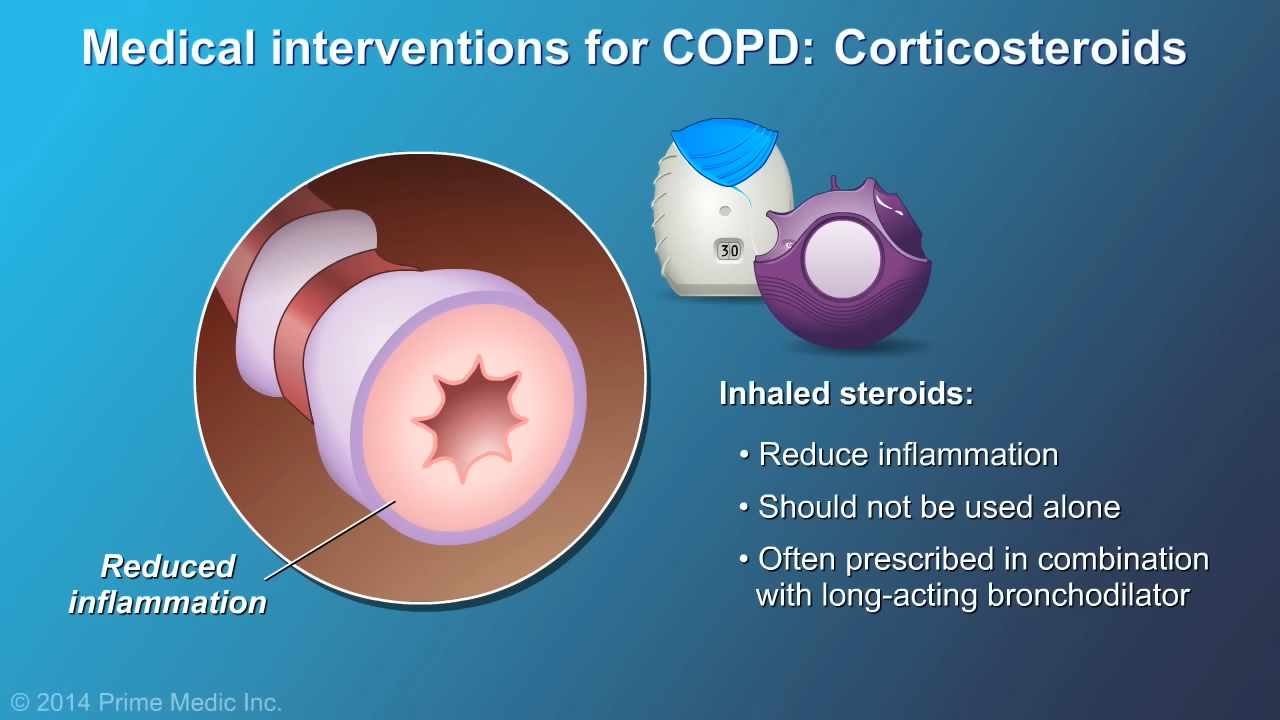 Medical interventions for COPD: Corticosteroids
30
Inhaled steroids:
• Reduce inflammation
• Should not be used alone
• Often prescribed in combination
with long-acting bronchodilator
Reduced
inflammation
© 2014 Prime Medic Inc.